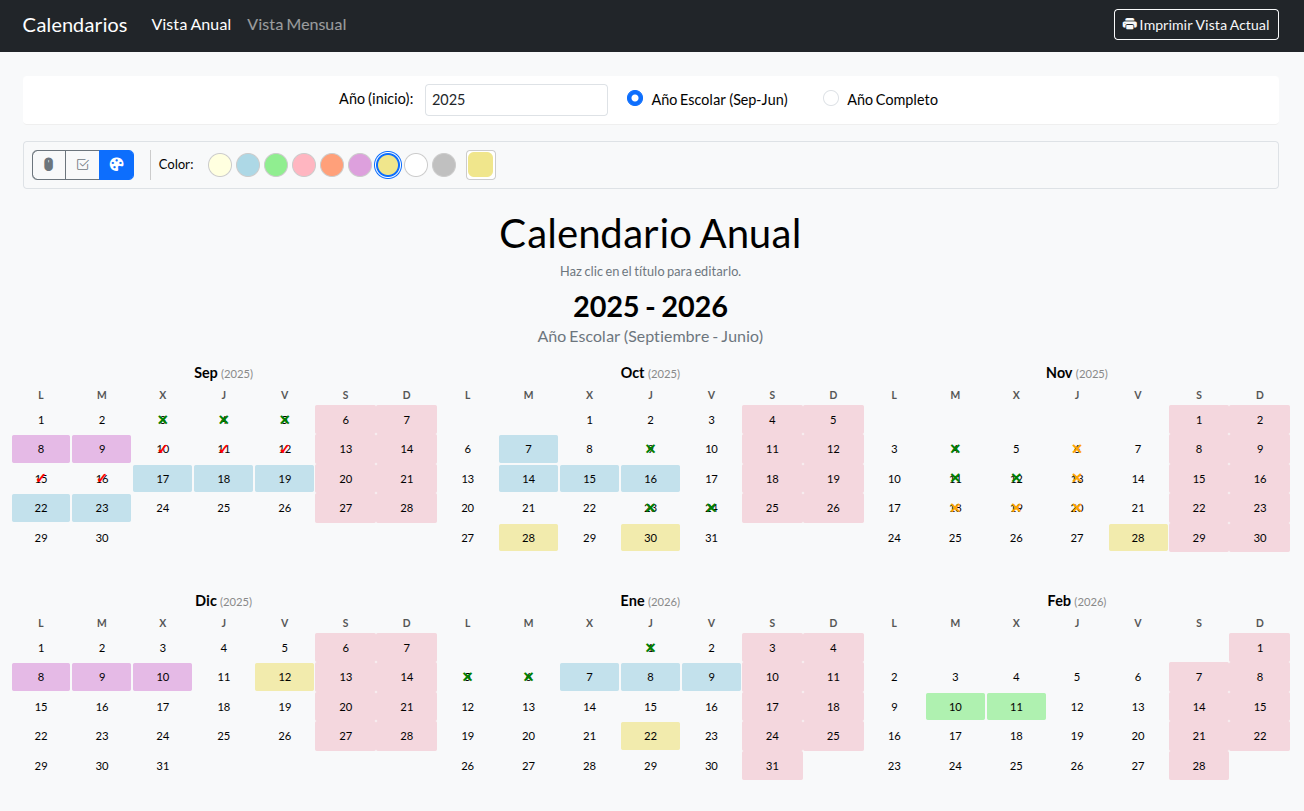 Calendarios Vista Anual Vista Mensual Imprimir Vista Actual
Año (inicio): 2025 Año Escolar (Sep-Jun) Año Completo
Color:
Calendario Anual
Haz clic en el título para editarlo.
2025 - 2026
Año Escolar (Septiembre - Junio)
Sep (2025)
L M X J V S D
1 2 3 4 5 6 7
8 9 10 11 12 13 14
15 16 17 18 19 20 21
22 23 24 25 26 27 28
29 30
Oct (2025)
L M X J V S D
1 2 3 4 5
6 7 8 9 10 11 12
13 14 15 16 17 18 19
20 21 22 23 24 25 26
27 28 29 30 31
Nov (2025)
L M X J V S D
1 2
3 4 5 6 7 8 9
10 11 12 13 14 15 16
17 18 19 20 21 22 23
24 25 26 27 28 29 30
Dic (2025)
L M X J V S D
1 2 3 4 5 6 7
8 9 10 11 12 13 14
15 16 17 18 19 20 21
22 23 24 25 26 27 28
29 30 31
Ene (2026)
L M X J V S D
1 2 3 4
5 6 7 8 9 10 11
12 13 14 15 16 17 18
19 20 21 22 23 24 25
26 27 28 29 30 31
Feb (2026)
L M X J V S D
1
2 3 4 5 6 7 8
9 10 11 12 13 14 15
16 17 18 19 20 21 22
23 24 25 26 27 28